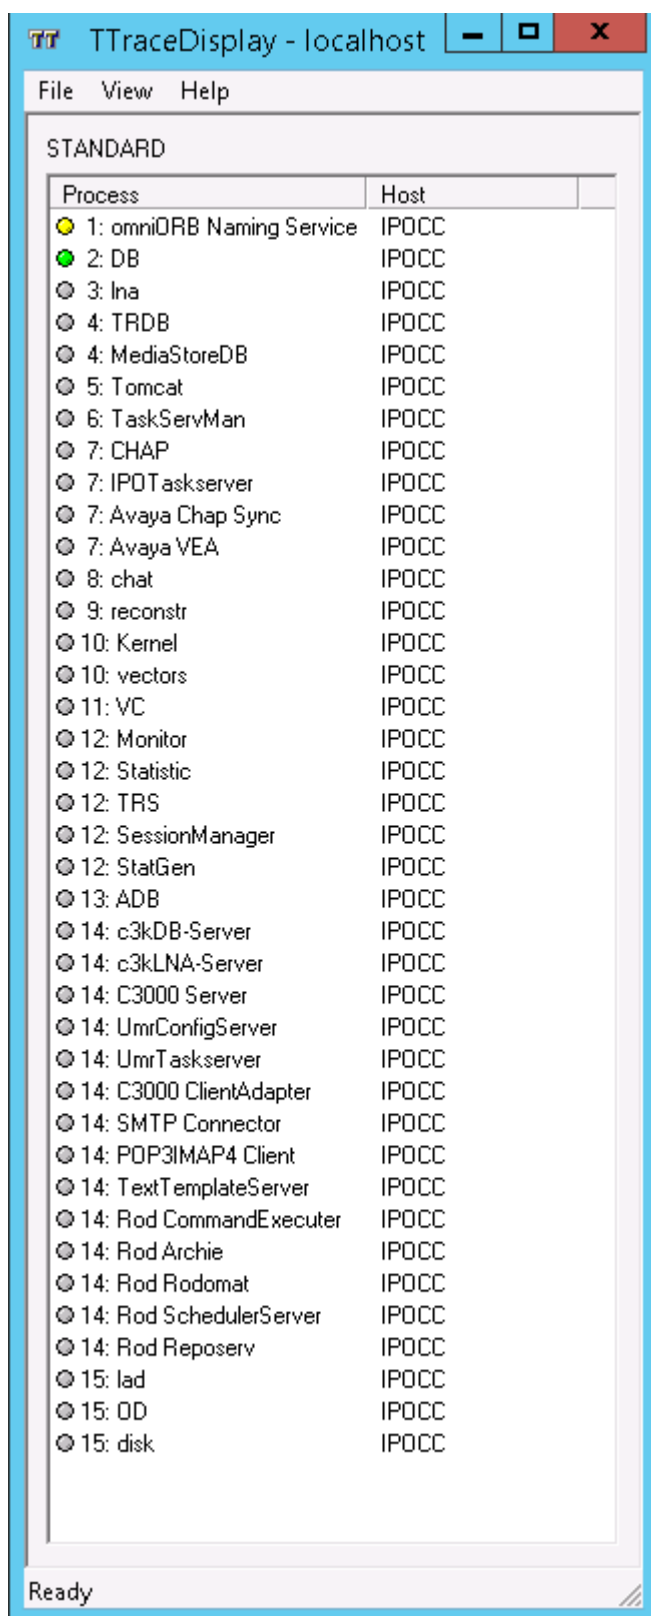 TT TTraceDisplay - localhost
File View Help
STANDARD
Process Host
1: omniORB Naming Service IPOCC
2: DB IPOCC
3: lna IPOCC
4: TRDB IPOCC
4: MediaStoreDB IPOCC
5: Tomcat IPOCC
6: TaskServMan IPOCC
7: CHAP IPOCC
7: IPOTaskserver IPOCC
7: Avaya Chap Sync IPOCC
7: Avaya VEA IPOCC
8: chat IPOCC
9: reconstr IPOCC
10: Kernel IPOCC
10: vectors IPOCC
11: VC IPOCC
12: Monitor IPOCC
12: Statistic IPOCC
12: TRS IPOCC
12: SessionManager IPOCC
12: StatGen IPOCC
13: ADB IPOCC
14: c3kDB-Server IPOCC
14: c3kLNA-Server IPOCC
14: C3000 Server IPOCC
14: UmrConfigServer IPOCC
14: UmrTaskserver IPOCC
14: C3000 ClientAdapter IPOCC
14: SMTP Connector IPOCC
14: POP3IMAP4 Client IPOCC
14: TextTemplateServer IPOCC
14: Rod CommandExecuter IPOCC
14: Rod Archie IPOCC
14: Rod Rodomat IPOCC
14: Rod SchedulerServer IPOCC
14: Rod Reposerv IPOCC
15: lad IPOCC
15: OD IPOCC
15: disk IPOCC
Ready